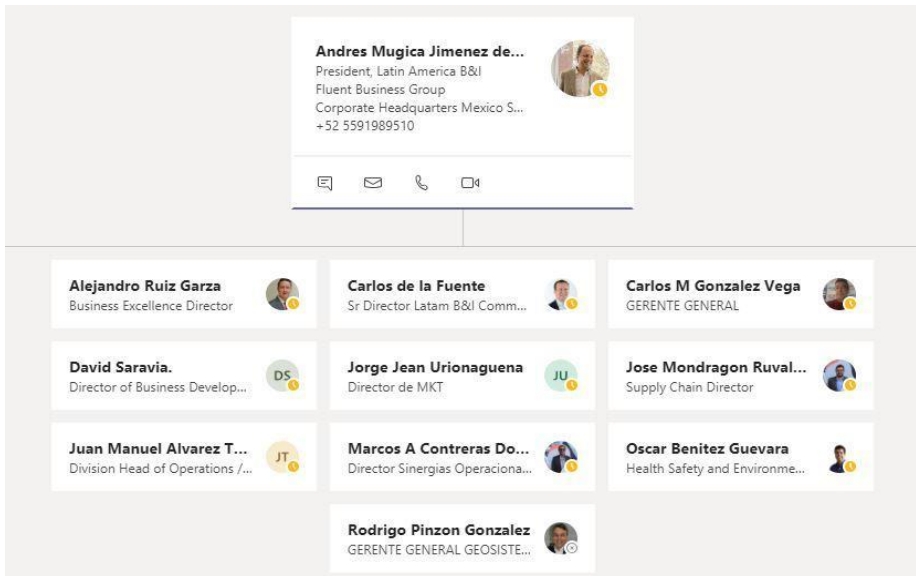 Andres Mugica Jimenez de...
President, Latin America B&I
Fluent Business Group
Corporate Headquarters Mexico S...
+52 5591989510
Alejandro Ruiz Garza
Business Excellence Director
Carlos de la Fuente
Sr Director Latam B&I Comm...
Carlos M Gonzalez Vega
GERENTE GENERAL
David Saravia.
Director of Business Develop...
DS
Jorge Jean Urionaguena
Director de MKT
JU
Jose Mondragon Ruval...
Supply Chain Director
Juan Manuel Alvarez T...
Division Head of Operations /...
JT
Marcos A Contreras Do...
Director Sinergias Operaciona...
Oscar Benitez Guevara
Health Safety and Environme...
Rodrigo Pinzon Gonzalez
GERENTE GENERAL GEOSISTE...